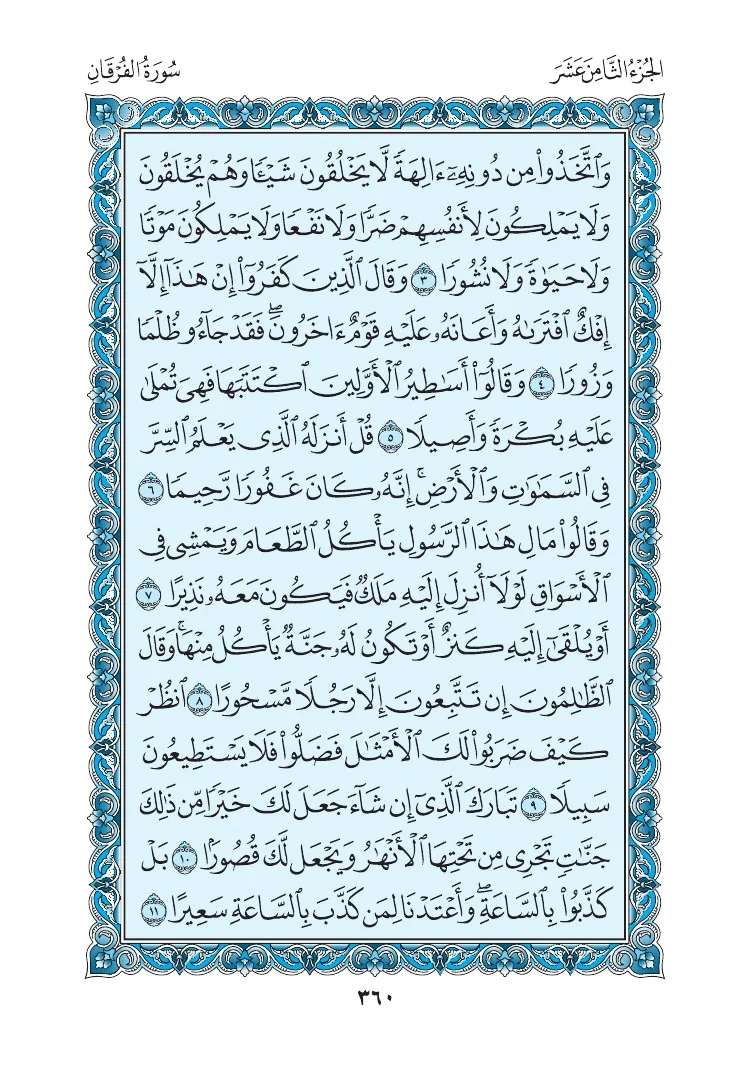 الجُزْءُ الثَّامِنَ عَشَرَ
سُورَةُ الفُرْقَانِ
وَٱتَّخَذُواْ مِن دُونِهِۦٓ ءَالِهَةٗ لَّا يَخۡلُقُونَ شَيۡـٔٗا وَهُمۡ يُخۡلَقُونَ
وَلَا يَمۡلِكُونَ لِأَنفُسِهِمۡ ضَرّٗا وَلَا نَفۡعٗا وَلَا يَمۡلِكُونَ مَوۡتٗا
وَلَا حَيَوٰةٗ وَلَا نُشُورٗا ٣ وَقَالَ ٱلَّذِينَ كَفَرُوٓاْ إِنۡ هَٰذَآ إِلَّآ
إِفۡكٌ ٱفۡتَرَىٰهُ وَأَعَانَهُۥ عَلَيۡهِ قَوۡمٌ ءَاخَرُونَۖ فَقَدۡ جَآءُو ظُلۡمٗا
وَزُورٗا ٤ وَقَالُوٓاْ أَسَٰطِيرُ ٱلۡأَوَّلِينَ ٱكۡتَتَبَهَا فَهِيَ تُمۡلَىٰ
عَلَيۡهِ بُكۡرَةٗ وَأَصِيلٗا ٥ قُلۡ أَنزَلَهُ ٱلَّذِي يَعۡلَمُ ٱلسِّرَّ
فِي ٱلسَّمَٰوَٰتِ وَٱلۡأَرۡضِۚ إِنَّهُۥ كَانَ غَفُورٗا رَّحِيمٗا ٦
وَقَالُواْ مَالِ هَٰذَا ٱلرَّسُولِ يَأۡكُلُ ٱلطَّعَامَ وَيَمۡشِي فِي
ٱلۡأَسۡوَاقِ لَوۡلَآ أُنزِلَ إِلَيۡهِ مَلَكٞ فَيَكُونَ مَعَهُۥ نَذِيرًا ٧
أَوۡ يُلۡقَىٰٓ إِلَيۡهِ كَنزٌ أَوۡ تَكُونُ لَهُۥ جَنَّةٞ يَأۡكُلُ مِنۡهَاۚ وَقَالَ
ٱلظَّٰلِمُونَ إِن تَتَّبِعُونَ إِلَّا رَجُلٗا مَّسۡحُورًا ٨ ٱنظُرۡ
كَيۡفَ ضَرَبُواْ لَكَ ٱلۡأَمۡثَٰلَ فَضَلُّواْ فَلَا يَسۡتَطِيعُونَ
سَبِيلٗا ٩ تَبَارَكَ ٱلَّذِيٓ إِن شَآءَ جَعَلَ لَكَ خَيۡرٗا مِّن ذَٰلِكَ
جَنَّٰتٖ تَجۡرِي مِن تَحۡتِهَا ٱلۡأَنۡهَٰرُ وَيَجۡعَل لَّكَ قُصُورَۢا ١٠ بَلۡ
كَذَّبُواْ بِٱلسَّاعَةِۖ وَأَعۡتَدۡنَا لِمَن كَذَّبَ بِٱلسَّاعَةِ سَعِيرًا ١١
٣٦٠